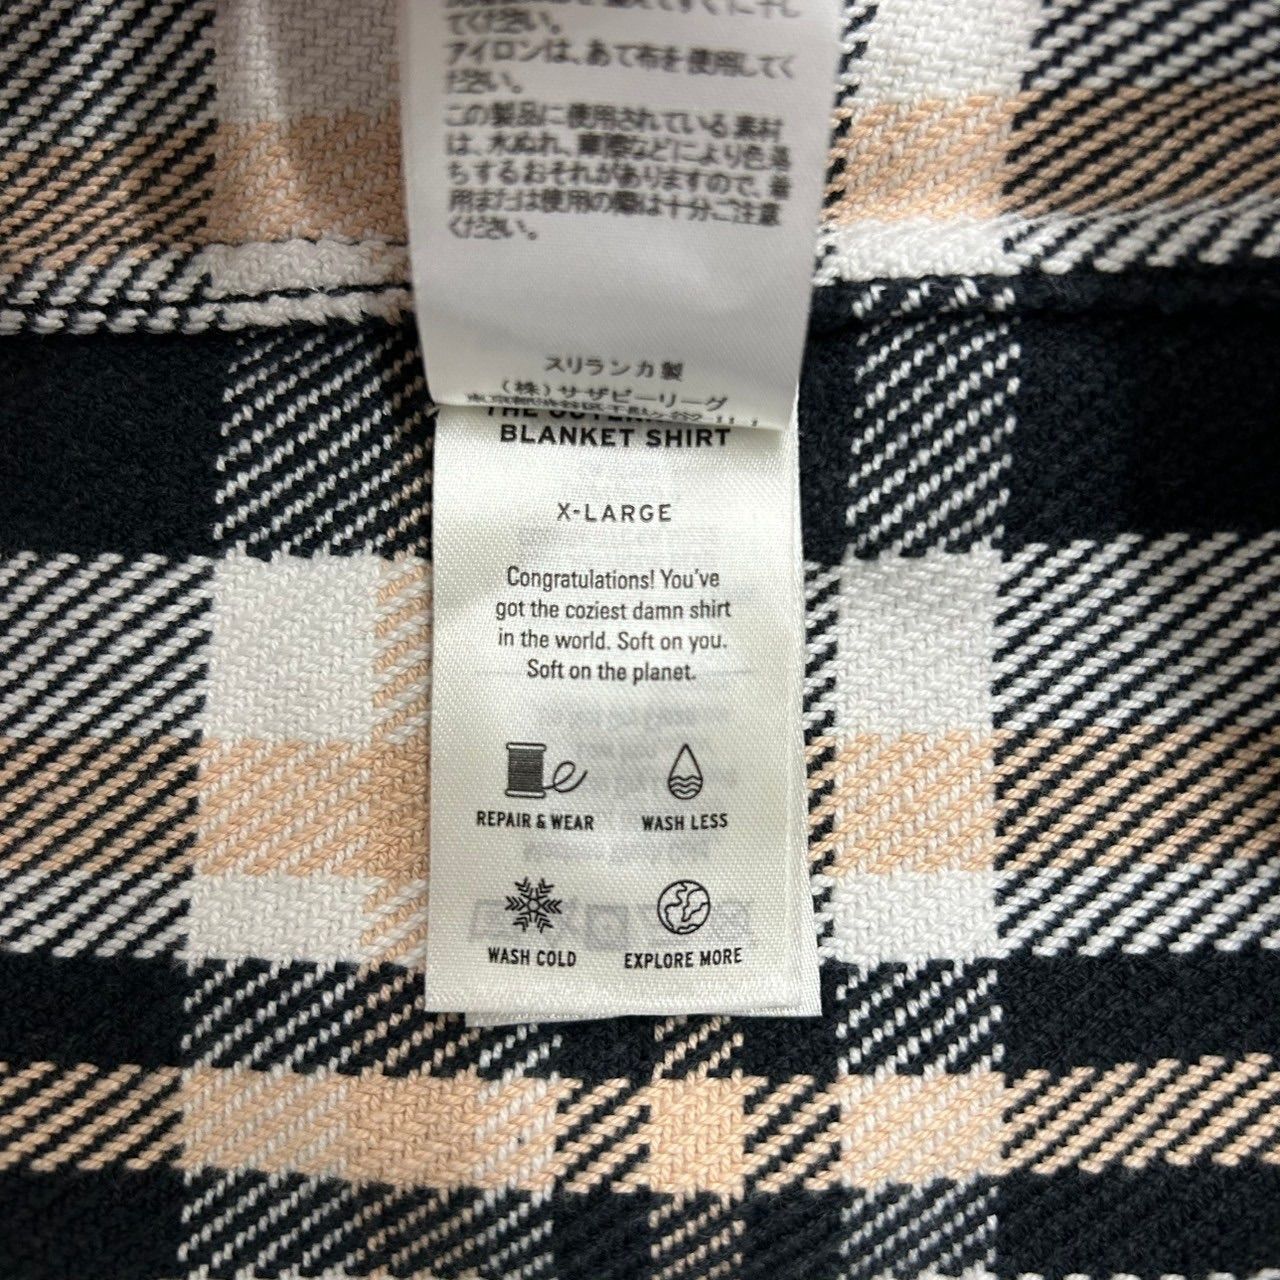 てください。
アイロンは、あて布を使用してく
ださい。
この製品に使用されている素材
は、水ぬれ、摩擦などにより色落
ちするおそれがありますので、着
用または使用の際は十分ご注意
ください。
スリランカ製
(株)サザビーリーグ
BLANKET SHIRT
X-LARGE
Congratulations! You've
got the coziest damn shirt
in the world. Soft on you.
Soft on the planet.
REPAIR & WEAR
WASH LESS
WASH COLD
EXPLORE MORE